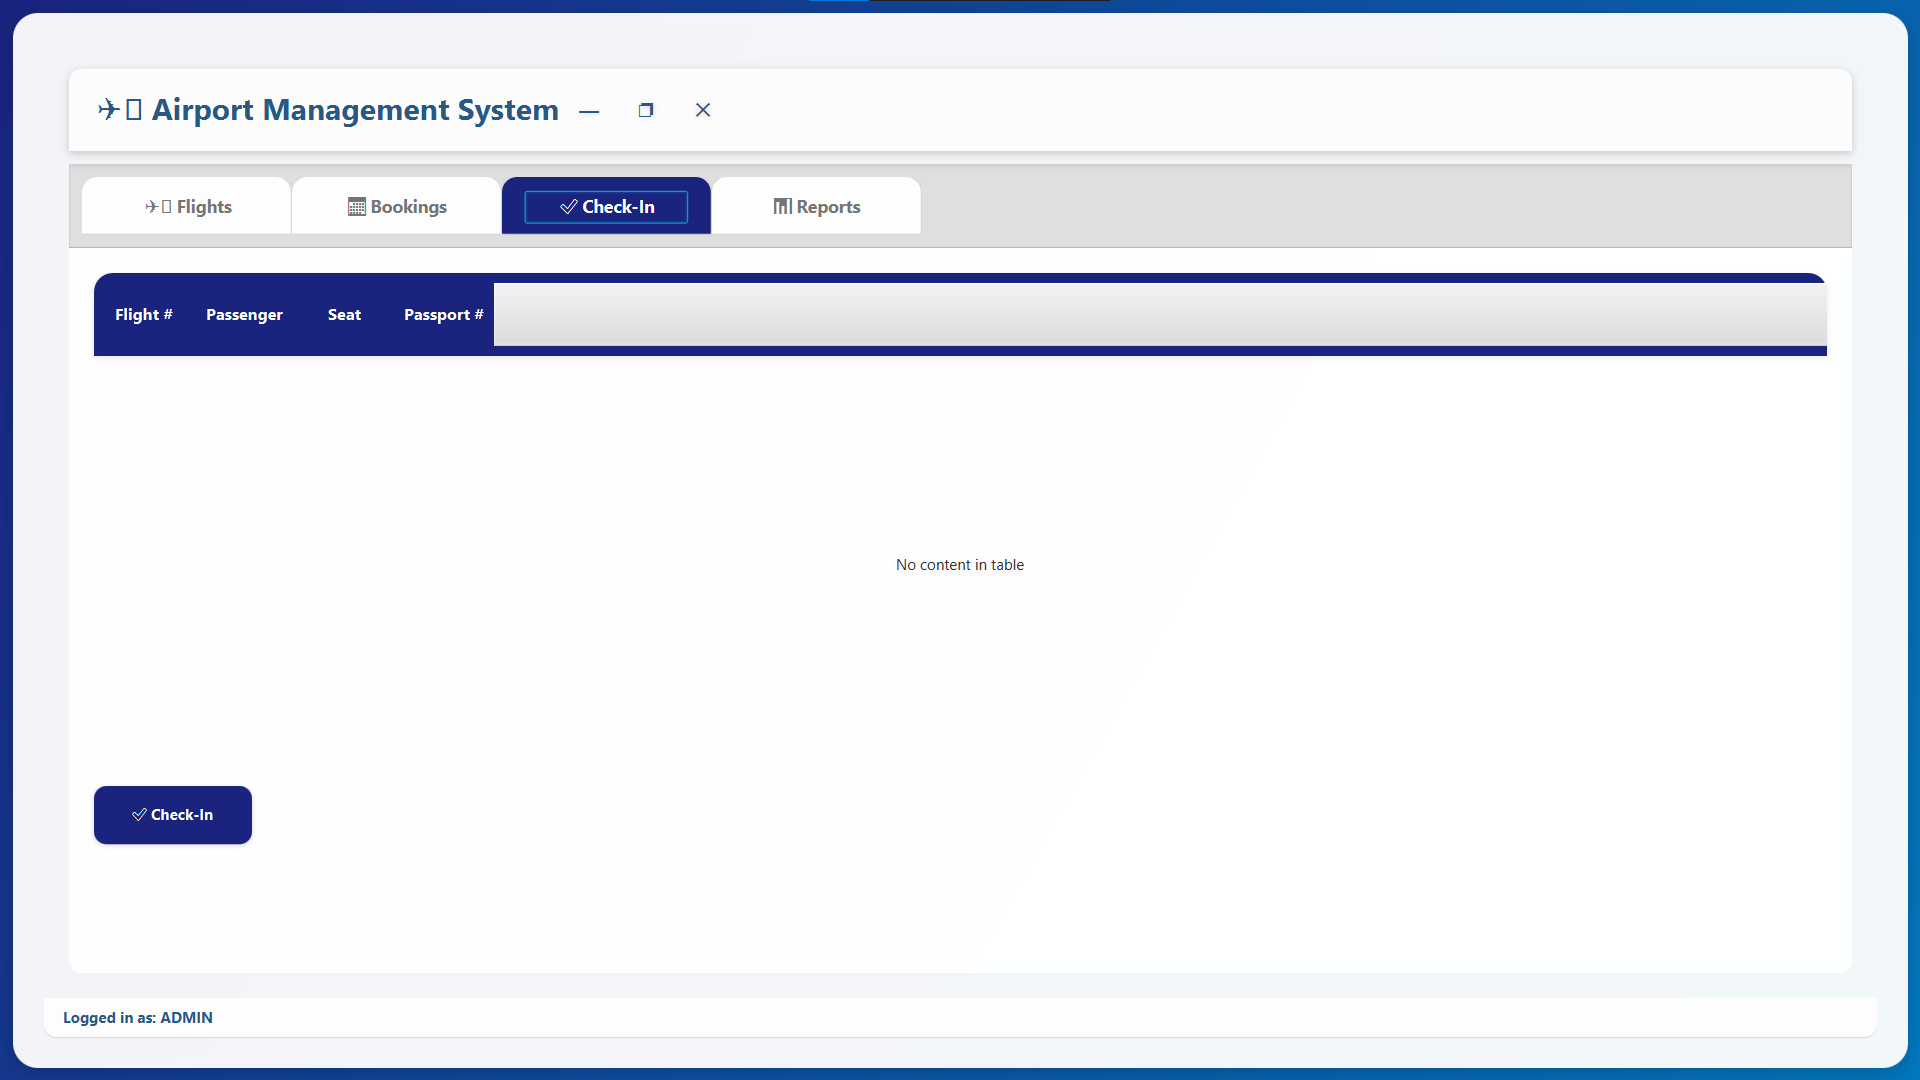 ✈ Airport Management System
✈ Flights
Bookings
✅ Check-In
📊 Reports
Flight # Passenger Seat Passport #
No content in table
✅ Check-In
Logged in as: ADMIN